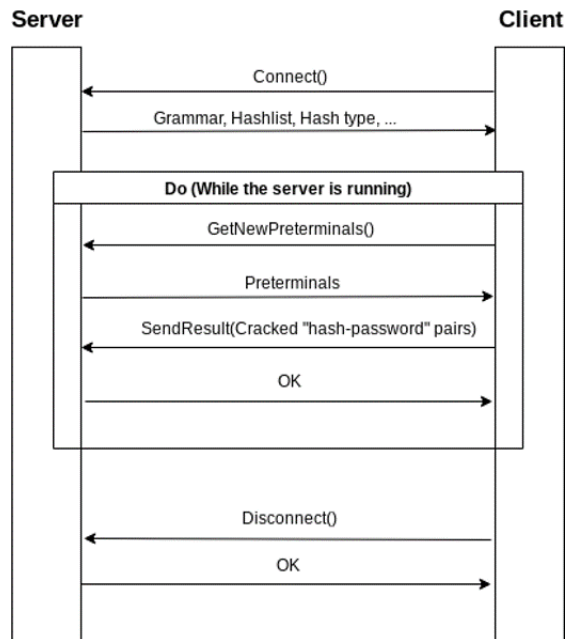 Server
Client
Connect()
Grammar, Hashlist, Hash type, ...
Do (While the server is running)
GetNewPreterminals()
Preterminals
SendResult(Cracked "hash-password" pairs)
OK
Disconnect()
OK